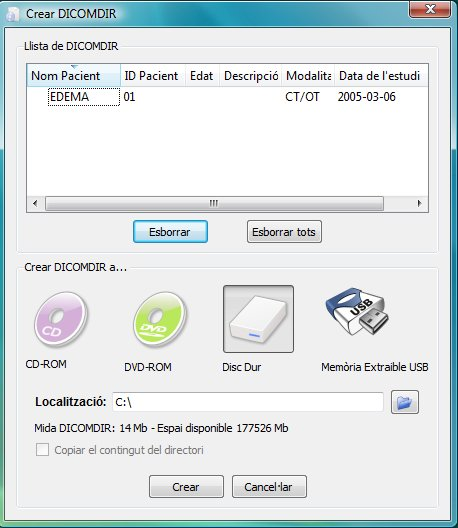 Crear DICOMDIR
Llista de DICOMDIR
Nom Pacient ID Pacient Edat Descripció Modalita Data de l'estudi
EDEMA 01 CT/OT 2005-03-06
Esborrar Esborrar tots
Crear DICOMDIR a...
CD DVD USB
CD-ROM DVD-ROM Disc Dur Memòria Extraïble USB
Localització: C:\
Mida DICOMDIR: 14 Mb - Espai disponible 177526 Mb
Copiar el contingut del directori
Crear Cancel·lar